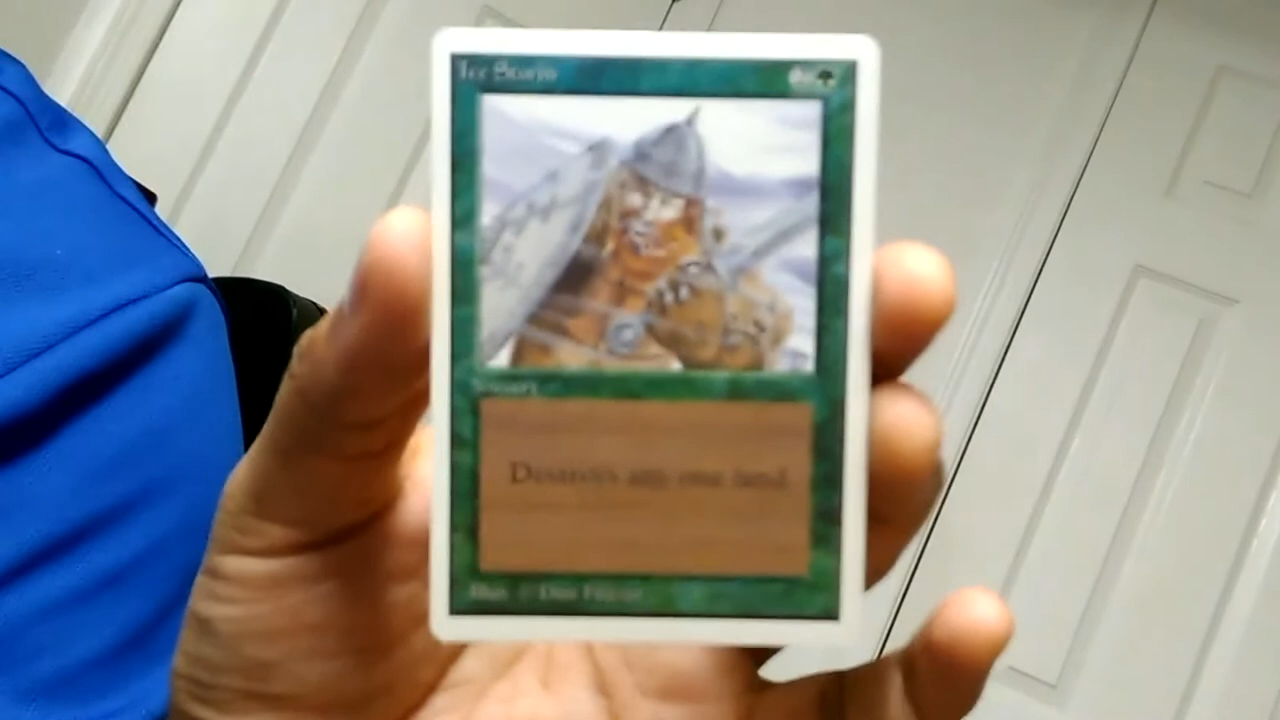 Ice Storm
Sorcery
Destroys any one land.
Illus. © Dan Frazier